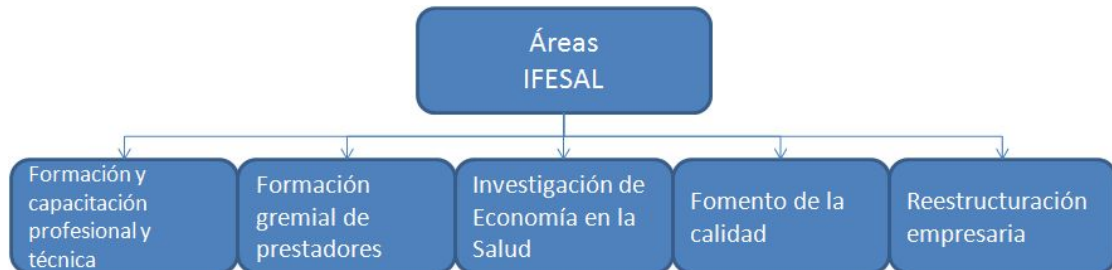 Áreas
IFESAL
Formación y
capacitación
profesional y
técnica
Formación
gremial de
prestadores
Investigación de
Economía en la
Salud
Fomento de la
calidad
Reestructuración
empresaria